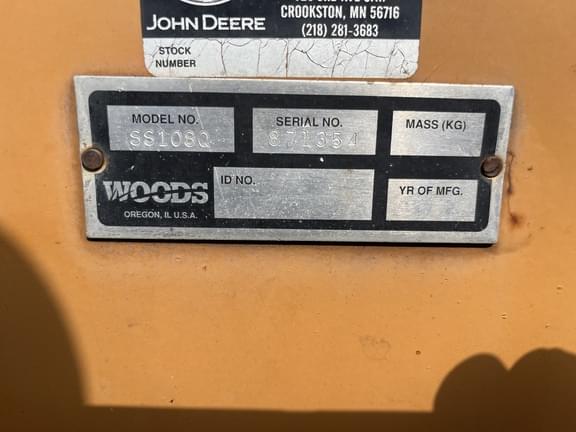 JOHN DEERE
CROOKSTON, MN 56716
(218) 281-3683
STOCK
NUMBER
MODEL NO.
SS108Q
SERIAL NO.
871354
MASS (KG)
WOODS
OREGON, IL U.S.A.
ID NO.
YR OF MFG.